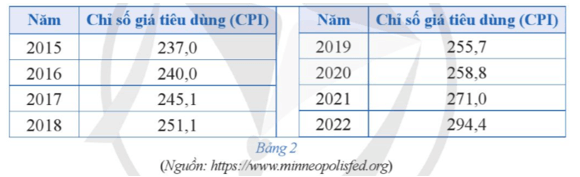 Năm Chỉ số giá tiêu dùng (CPI) Năm Chỉ số giá tiêu dùng (CPI)
2015 237,0 2019 255,7
2016 240,0 2020 258,8
2017 245,1 2021 271,0
2018 251,1 2022 294,4
Bảng 2
(Nguồn: https://www.minneopolisfed.org)